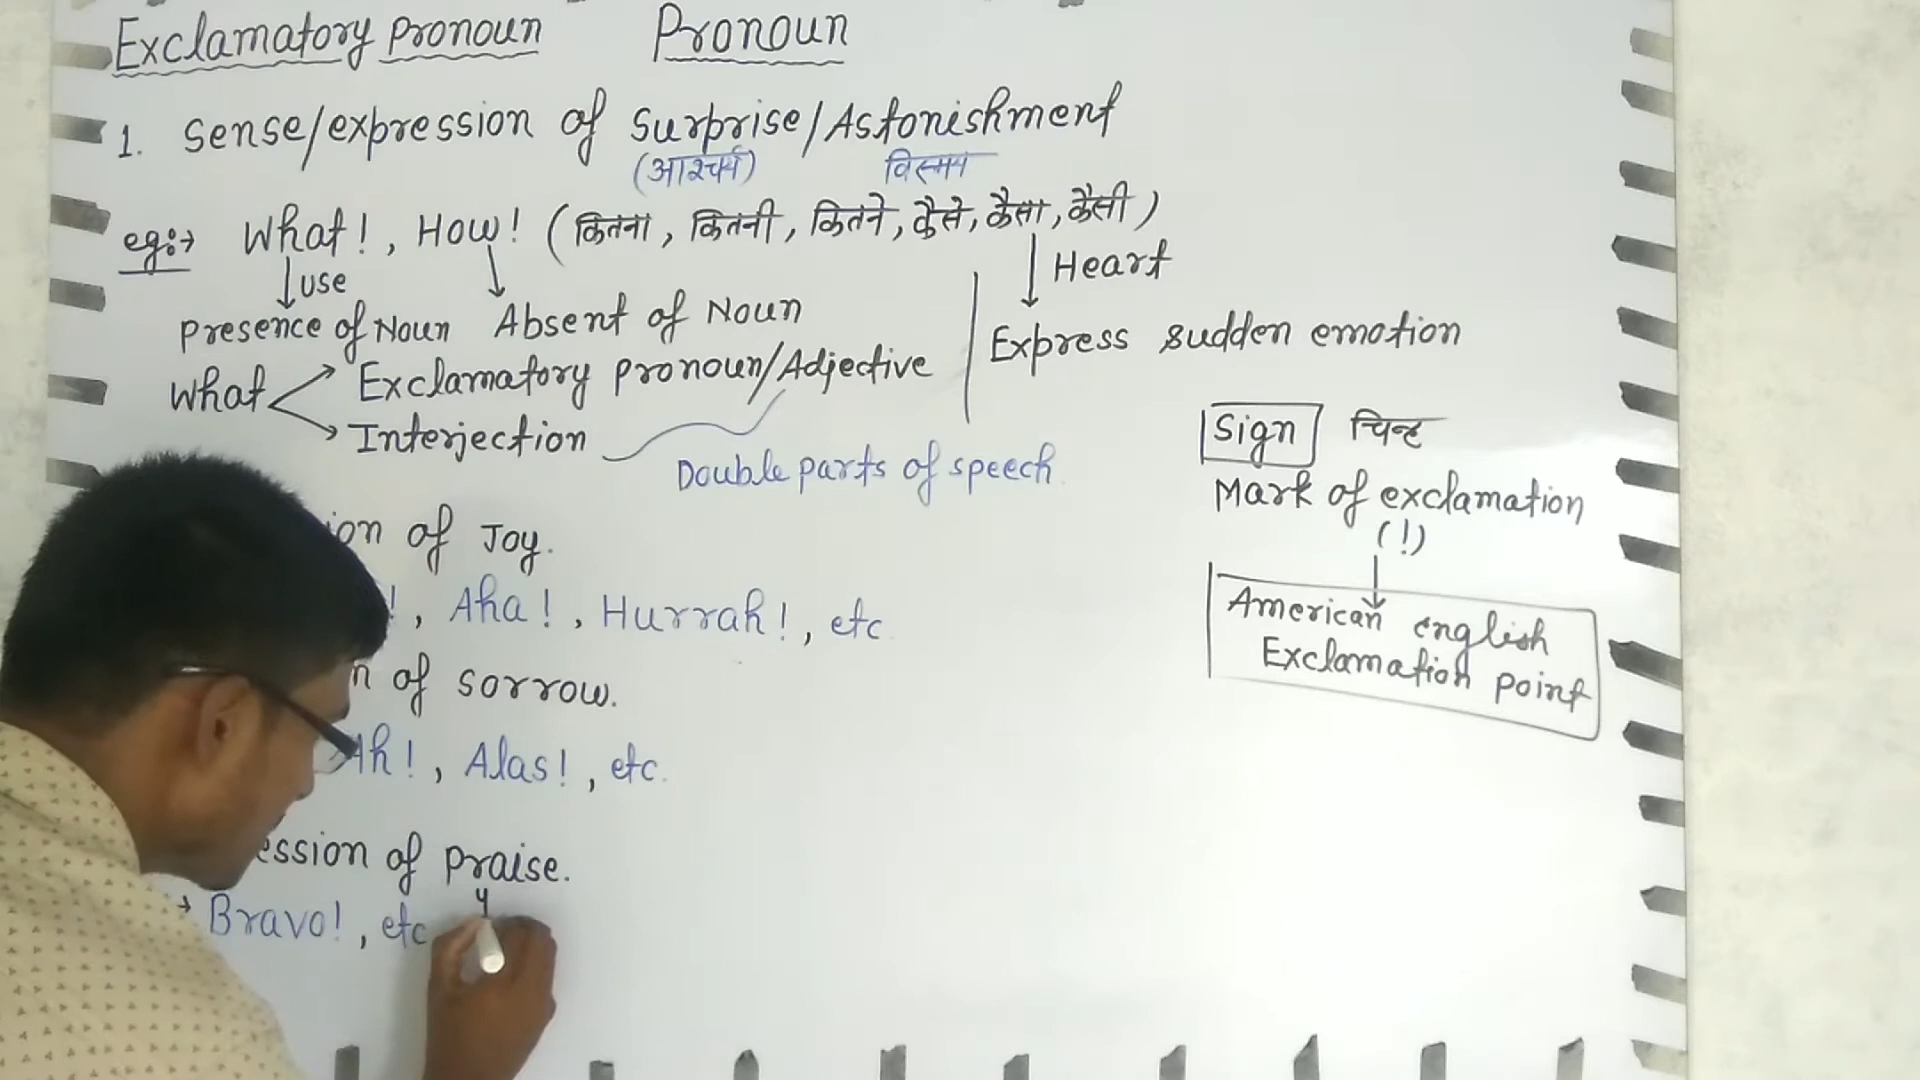 Exclamatory Pronoun Pronoun
1. Sense/expression of Surprise/Astonishment
(आश्चर्य) विस्मय
eg:→ What!, How! (कितना, कितनी, कितने, कैसे, कैसा, कैसी)
use
Heart
Presence of Noun Absent of Noun
Express sudden emotion
What
Exclamatory pronoun/Adjective
Interjection
Double parts of speech
Sign चिन्ह
Mark of exclamation
(!)
American english
Exclamation point
ion of Joy.
!, Aha!, Hurrah!, etc
n of sorrow.
Ah!, Alas!, etc.
ession of praise.
→ Bravo!, etc